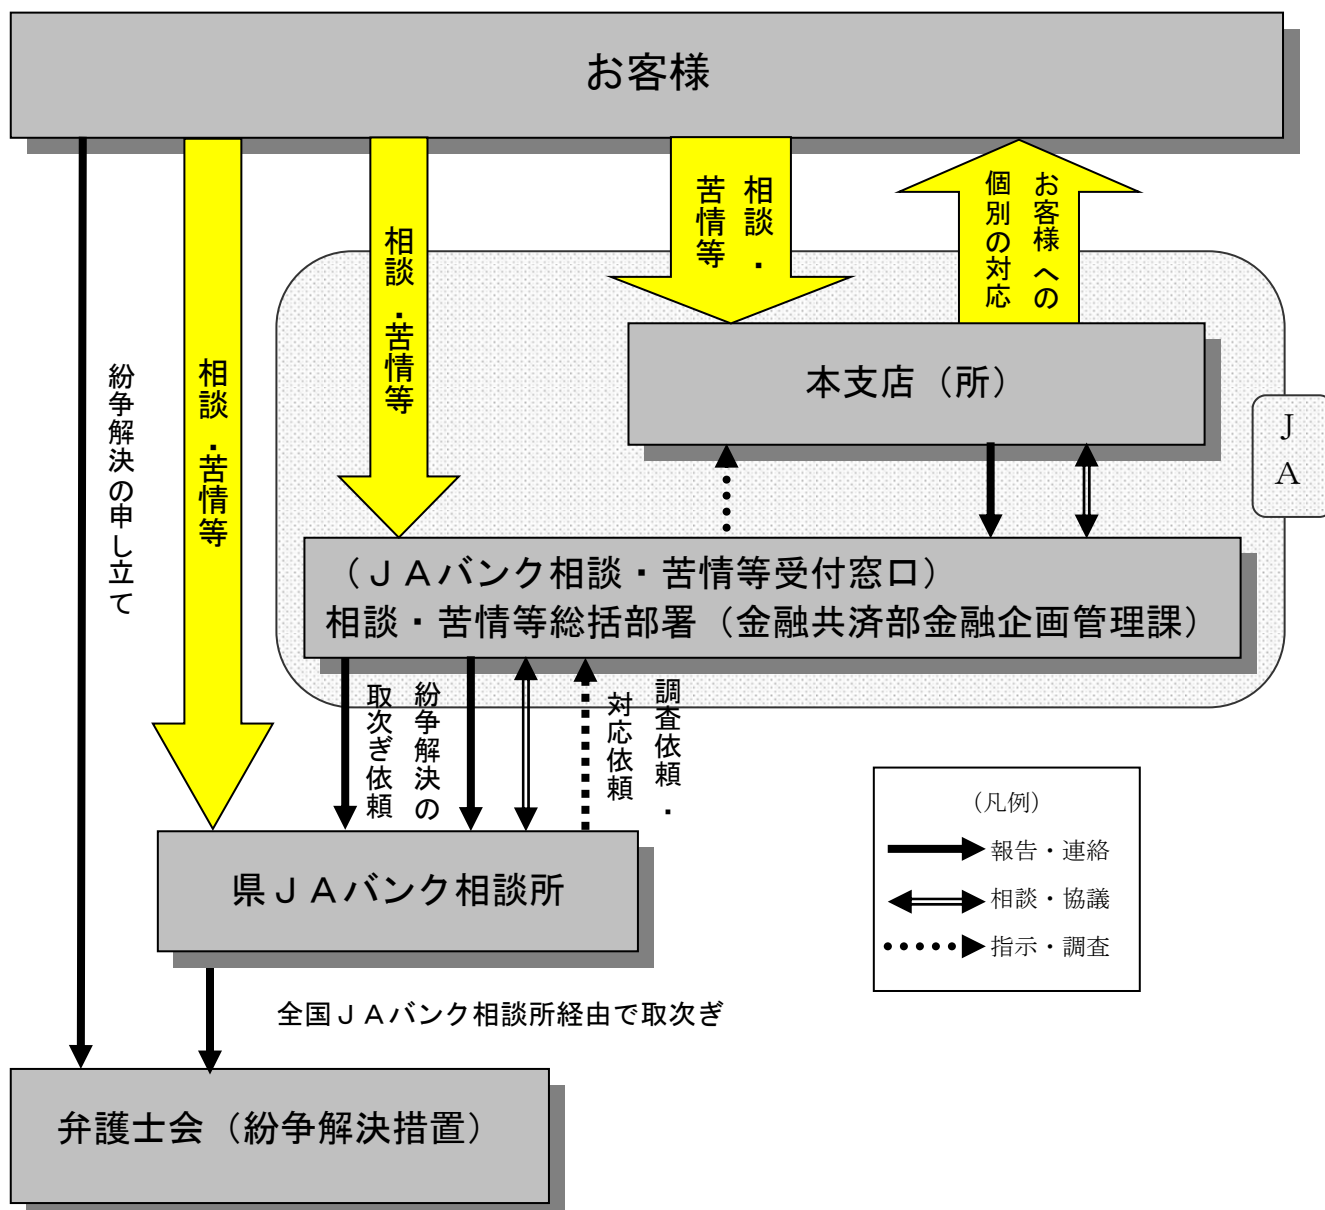 お客様
相談・
苦情等
お客様への
個別の対応
相談・苦情等
相談・苦情等
紛争解決の申し立て
本支店（所）
ＪＡ
（ＪＡバンク相談・苦情等受付窓口）
相談・苦情等総括部署（金融共済部金融企画管理課）
紛争解決の
取次ぎ依頼
調査依頼・
対応依頼
（凡例）
報告・連絡
相談・協議
指示・調査
県ＪＡバンク相談所
全国ＪＡバンク相談所経由で取次ぎ
弁護士会（紛争解決措置）